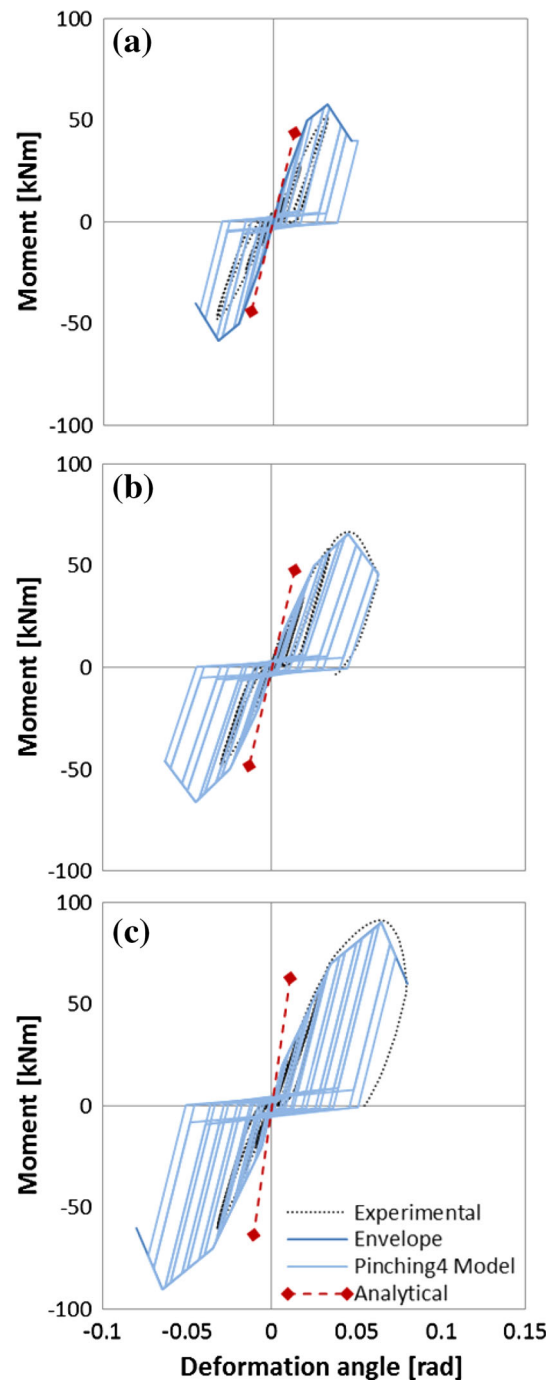 (a)
100
50
0
-50
-100
Moment [kNm]
(b)
100
50
0
-50
-100
Moment [kNm]
(c)
100
50
0
-50
-100
Moment [kNm]
Experimental
Envelope
Pinching4 Model
Analytical
-0.1 -0.05 0 0.05 0.1 0.15
Deformation angle [rad]